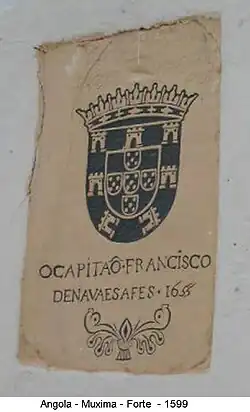 OCAPITAÕ·FRANCISCO
DENAVAESAFES·1655
Angola - Muxima - Forte - 1599